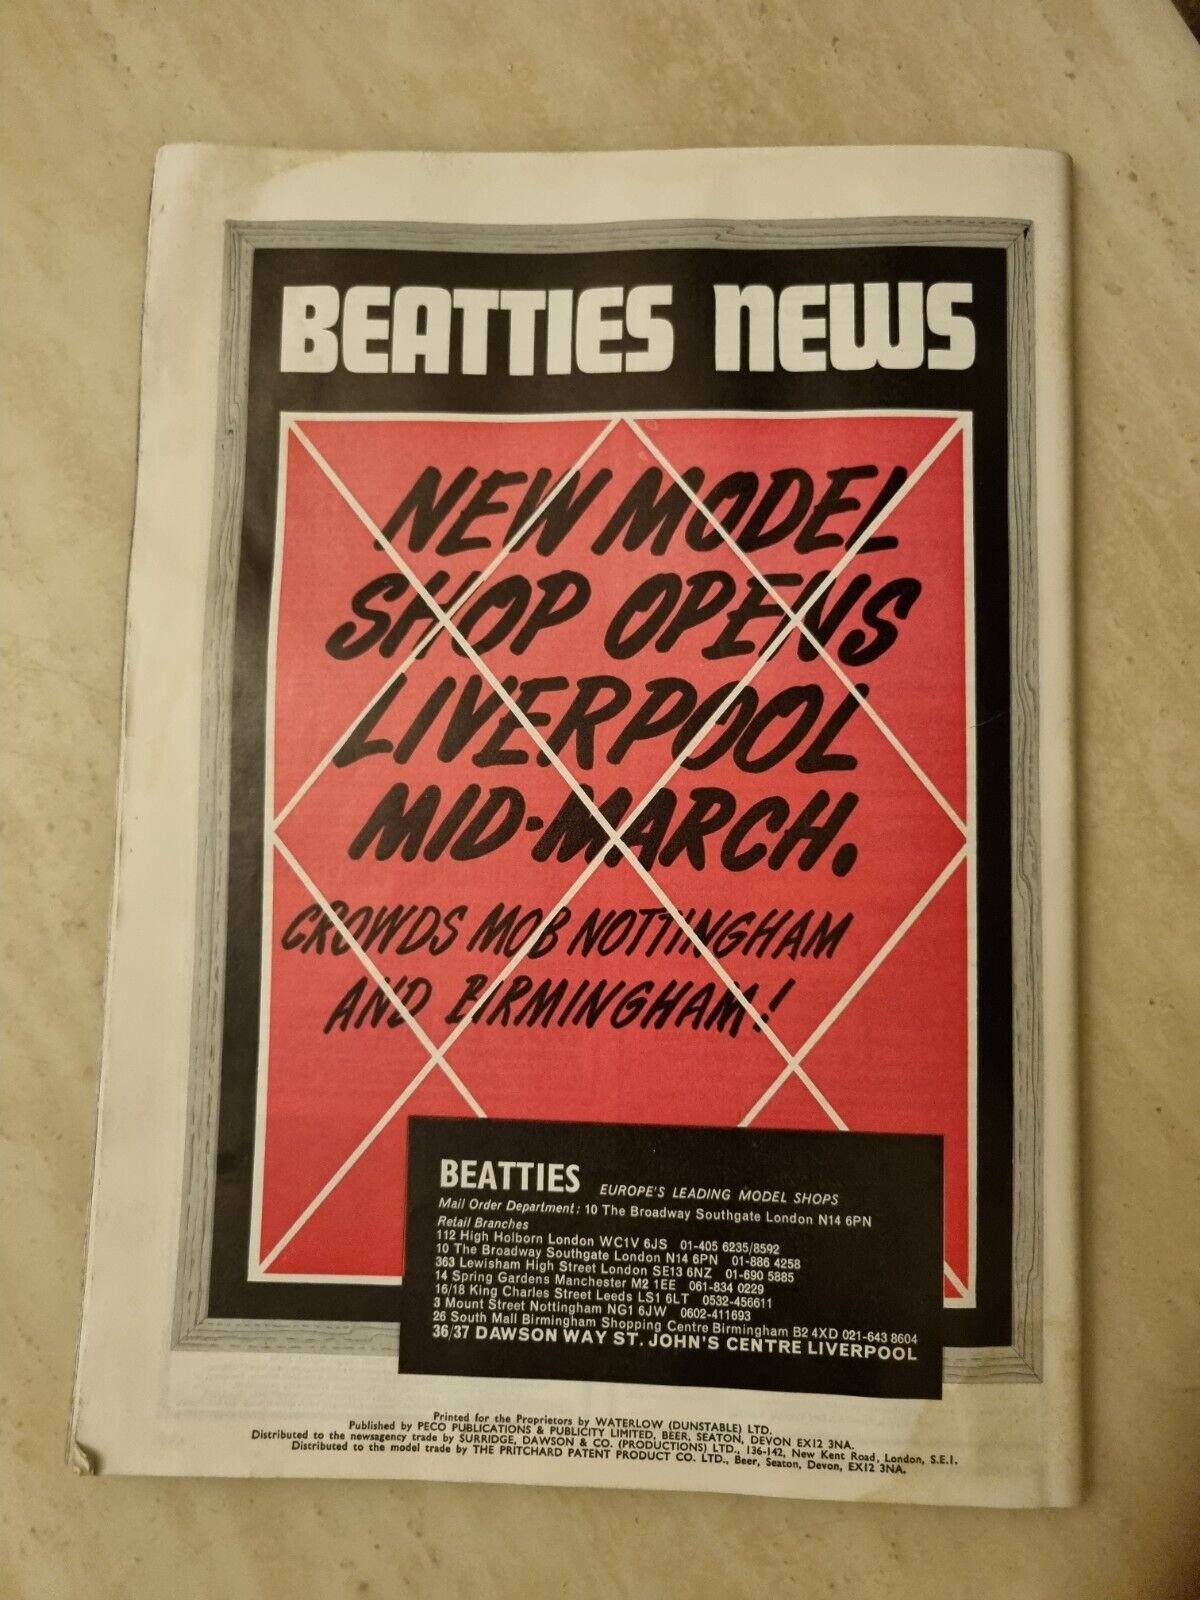 BEATTIES NEWS
NEW MODEL
SHOP OPENS
LIVERPOOL
MID-MARCH.
CROWDS MOB NOTTINGHAM
AND BIRMINGHAM!
BEATTIES EUROPE'S LEADING MODEL SHOPS
Mail Order Department: 10 The Broadway Southgate London N14 6PN
Retail Branches
112 High Holborn London WC1V 6JS 01-405 6235/8592
10 The Broadway Southgate London N14 6PN 01-886 4258
363 Lewisham High Street London SE13 6NZ 01-690 5885
14 Spring Gardens Manchester M2 1EE 061-834 0229
16/18 King Charles Street Leeds LS1 6LT 0532-456611
3 Mount Street Nottingham NG1 6JW 0602-411693
26 South Mall Birmingham Shopping Centre Birmingham B2 4XD 021-643 8604
36/37 DAWSON WAY ST. JOHN'S CENTRE LIVERPOOL
Printed for the Proprietors by WATERLOW (DUNSTABLE) LTD.
Published by PECO PUBLICATIONS & PUBLICITY LIMITED, BEER, SEATON, DEVON EX12 3NA.
Distributed to the newsagency trade by SURRIDGE, DAWSON & CO. (PRODUCTIONS) LTD., 136-142, New Kent Road, London, S.E.1.
Distributed to the model trade by THE PRITCHARD PATENT PRODUCT CO. LTD., Beer, Seaton, Devon, EX12 3NA.